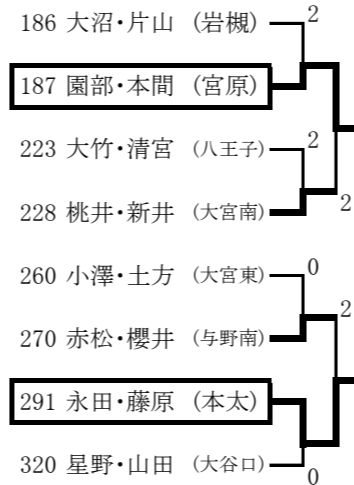 186 大沼・片山 (岩槻) 2
187 園部・本間 (宮原)
223 大竹・清宮 (八王子) 2
228 桃井・新井 (大宮南) 2
260 小澤・土方 (大宮東) 0
270 赤松・櫻井 (与野南) 2
291 永田・藤原 (本太)
320 星野・山田 (大谷口) 0